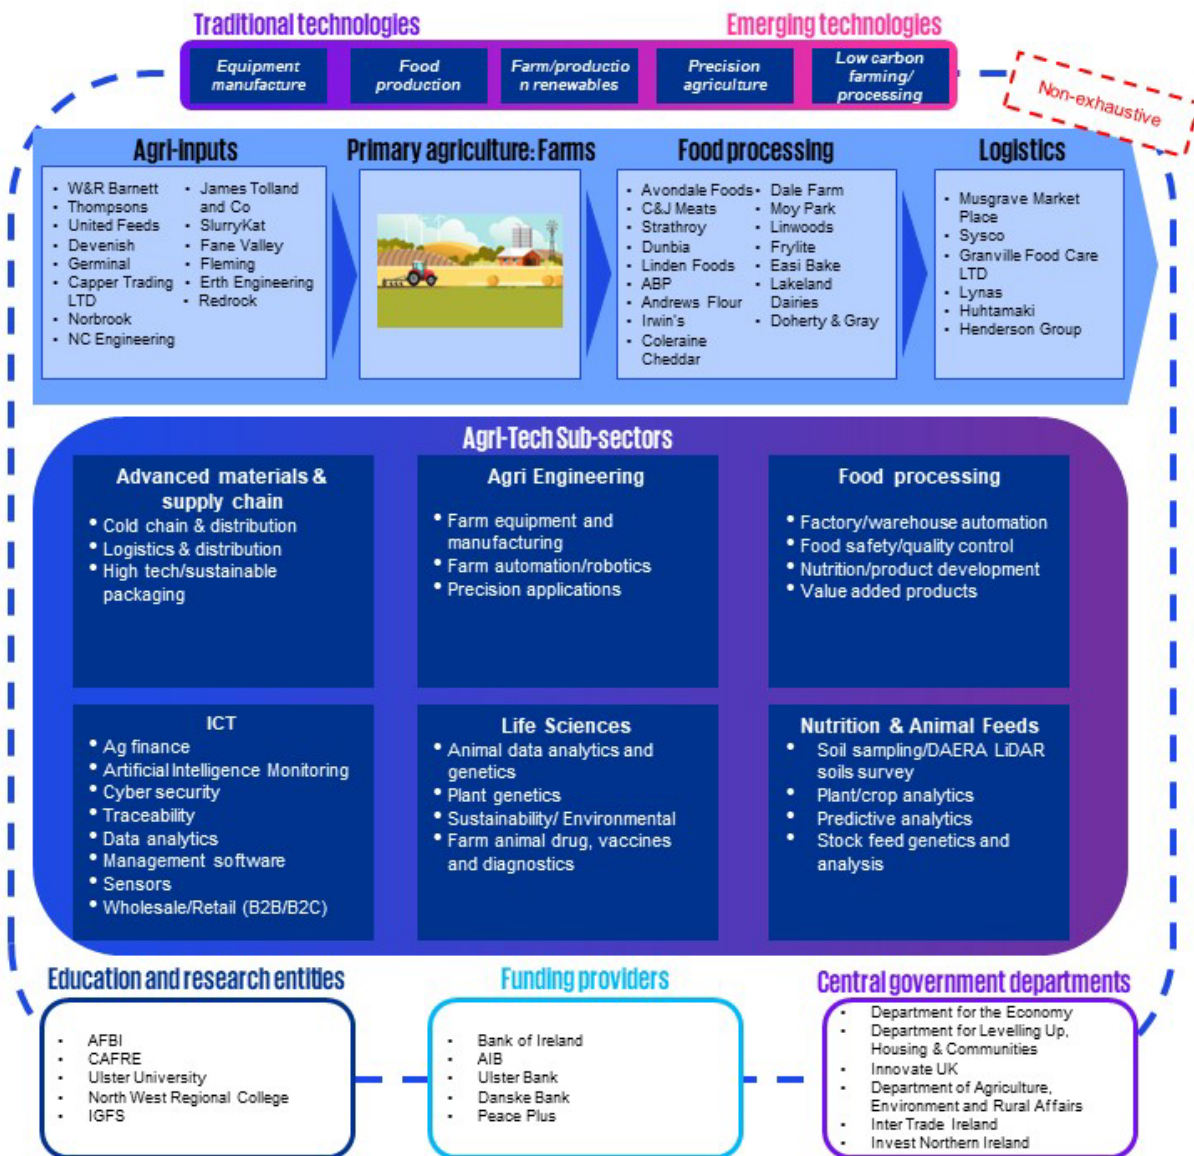 Traditional technologies
Emerging technologies
Equipment
manufacture
Food
production
Farm/productio
n renewables
Precision
agriculture
Low carbon
farming/
processing
Non-exhaustive
Agri-inputs
▪ W&R Barnett
▪ Thompsons
▪ United Feeds
▪ Devenish
▪ Germinal
▪ Capper Trading
LTD
▪ Norbrook
▪ NC Engineering
▪ James Tolland
and Co
▪ SlurryKat
▪ Fane Valley
▪ Fleming
▪ Erth Engineering
▪ Redrock
Primary agriculture: Farms
Food processing
▪ Avondale Foods
▪ C&J Meats
▪ Strathroy
▪ Dunbia
▪ Linden Foods
▪ ABP
▪ Andrews Flour
▪ Irwin's
▪ Coleraine
Cheddar
▪ Dale Farm
▪ Moy Park
▪ Linwoods
▪ Frylite
▪ Easi Bake
▪ Lakeland
Dairies
▪ Doherty & Gray
Logistics
▪ Musgrave Market
Place
▪ Sysco
▪ Granville Food Care
LTD
▪ Lynas
▪ Huhtamaki
▪ Henderson Group
Agri-Tech Sub-sectors
Advanced materials &
supply chain
• Cold chain & distribution
• Logistics & distribution
• High tech/sustainable
packaging
Agri Engineering
• Farm equipment and
manufacturing
• Farm automation/robotics
• Precision applications
Food processing
• Factory/warehouse automation
• Food safety/quality control
• Nutrition/product development
• Value added products
ICT
• Ag finance
• Artificial Intelligence Monitoring
• Cyber security
• Traceability
• Data analytics
• Management software
• Sensors
• Wholesale/Retail (B2B/B2C)
Life Sciences
• Animal data analytics and
genetics
• Plant genetics
• Sustainability/ Environmental
• Farm animal drug, vaccines
and diagnostics
Nutrition & Animal Feeds
• Soil sampling/DAERA LiDAR
soils survey
• Plant/crop analytics
• Predictive analytics
• Stock feed genetics and
analysis
Education and research entities
▪ AFBI
▪ CAFRE
▪ Ulster University
▪ North West Regional College
▪ IGFS
Funding providers
▪ Bank of Ireland
▪ AIB
▪ Ulster Bank
▪ Danske Bank
▪ Peace Plus
Central government departments
▪ Department for the Economy
▪ Department for Levelling Up,
Housing & Communities
▪ Innovate UK
▪ Department of Agriculture,
Environment and Rural Affairs
▪ Inter Trade Ireland
▪ Invest Northern Ireland